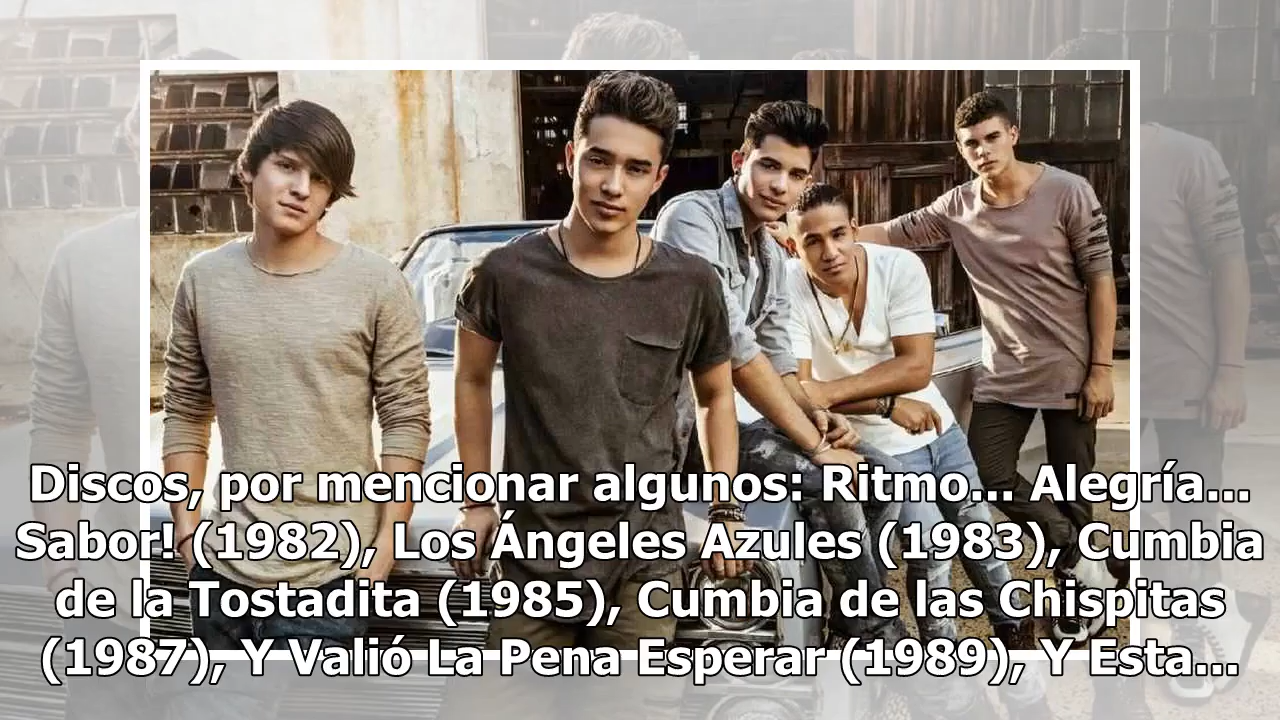 Discos, por mencionar algunos: Ritmo... Alegría...
Sabor! (1982), Los Ángeles Azules (1983), Cumbia
de la Tostadita (1985), Cumbia de las Chispitas
(1987), Y Valió La Pena Esperar (1989), Y Esta...